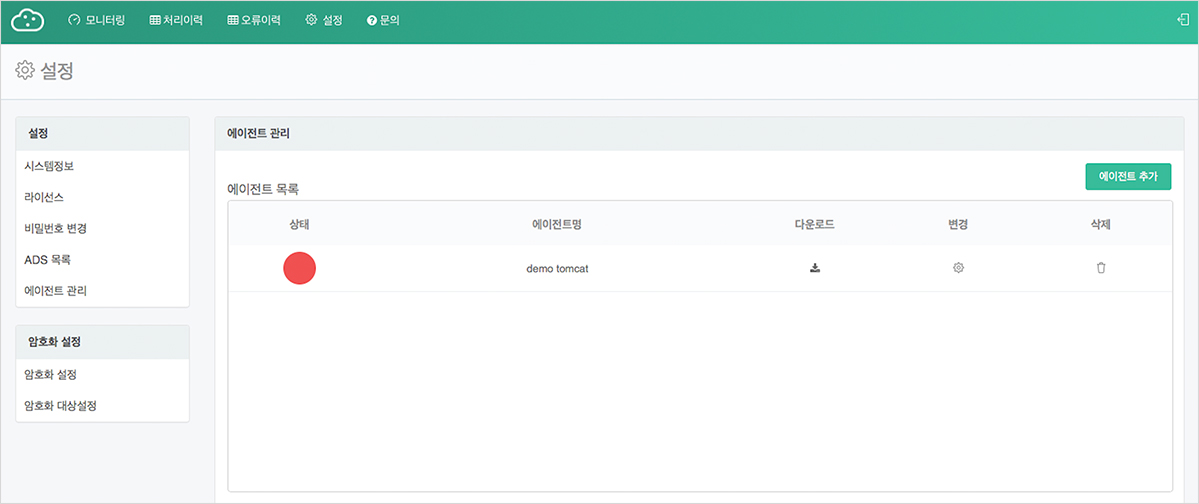 모니터링 처리이력 오류이력 설정 문의
설정
설정
시스템정보
라이선스
비밀번호 변경
ADS 목록
에이전트 관리
암호화 설정
암호화 설정
암호화 대상설정
에이전트 관리
에이전트 추가
에이전트 목록
상태 에이전트명 다운로드 변경 삭제
demo tomcat